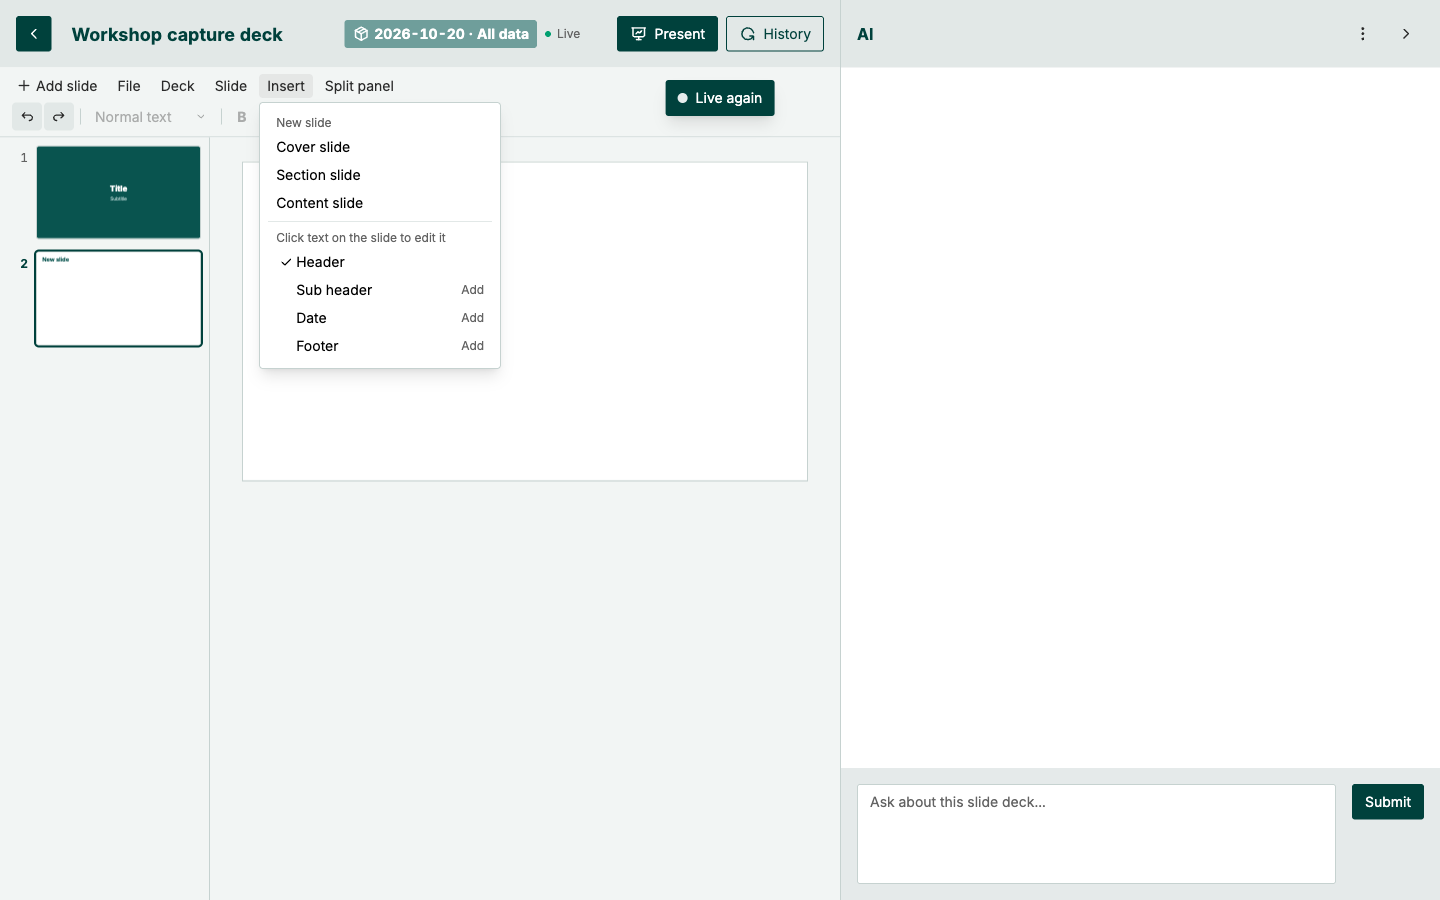 Workshop capture deck
2026-10-20 · All data
Live
Present
History
AI
Add slide
File
Deck
Slide
Insert
Split panel
Live again
Normal text
B
New slide
Cover slide
Section slide
Content slide
Click text on the slide to edit it
Header
Sub header Add
Date Add
Footer Add
1
Title
Subtitle
2
New slide
Ask about this slide deck...
Submit